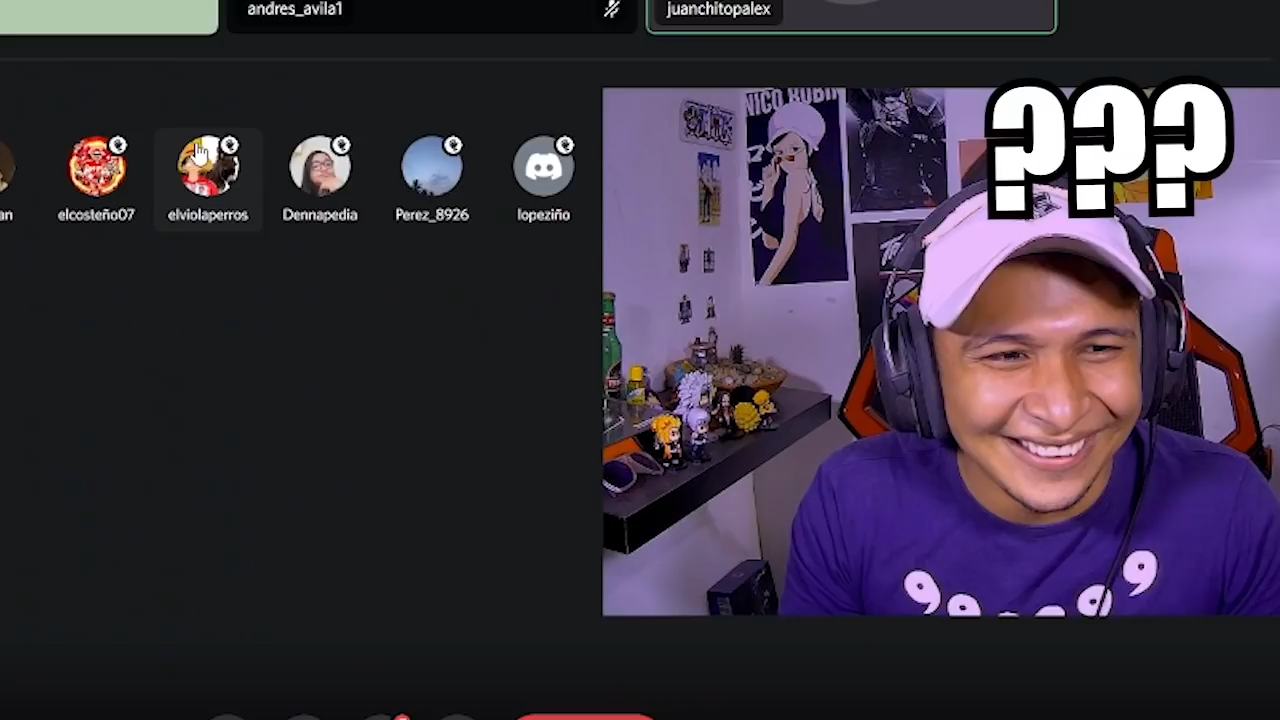 andres_avila1
juanchitopalex
NICO ROBIN
???
an
elcosteño07
elviolaperros
Dennapedia
Perez_8926
lopeziño